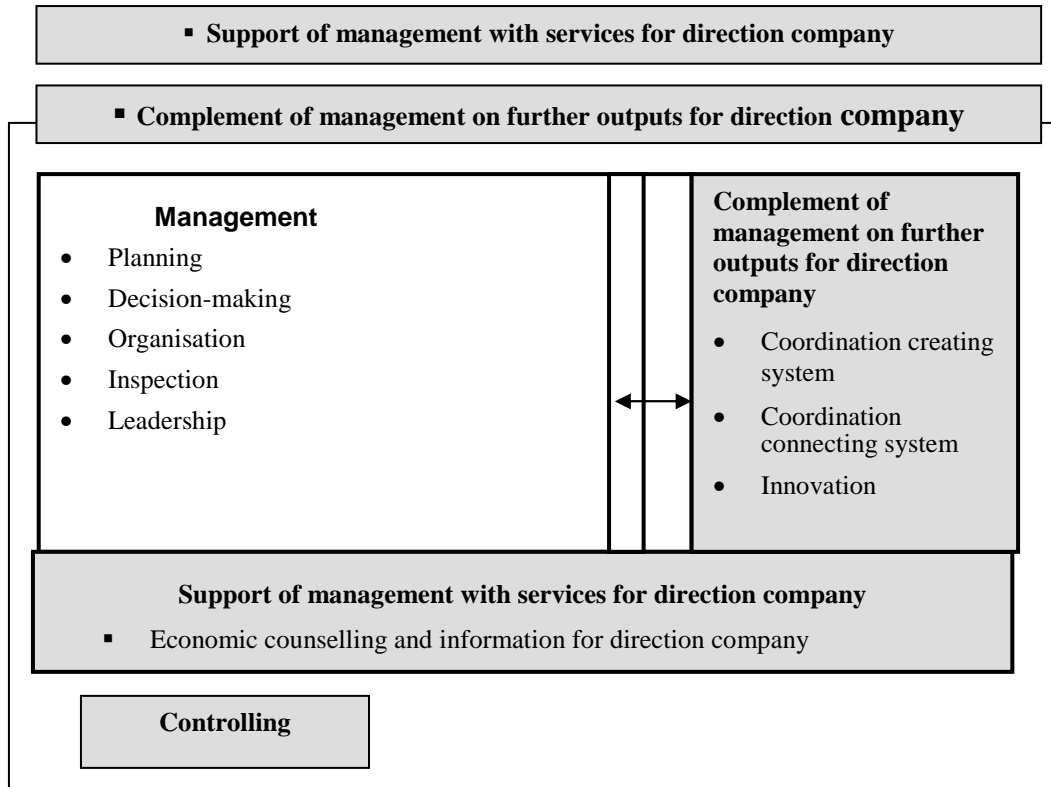 ▪ Support of management with services for direction company
▪ Complement of management on further outputs for direction company
Management
• Planning
• Decision-making
• Organisation
• Inspection
• Leadership
Complement of
management on further
outputs for direction
company
• Coordination creating
system
• Coordination
connecting system
• Innovation
Support of management with services for direction company
▪ Economic counselling and information for direction company
Controlling